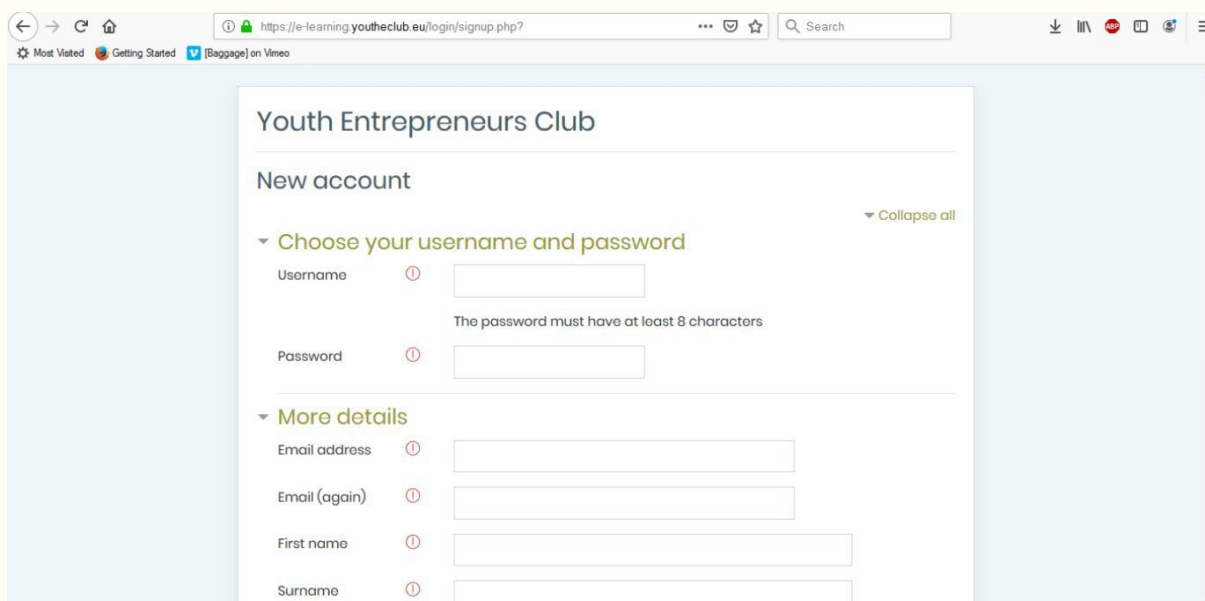 https://e-learning.youtheclub.eu/login/signup.php?
Search
ABP
Most Visited Getting Started [Baggage] on Vimeo
Youth Entrepreneurs Club
New account
Collapse all
Choose your username and password
Username
The password must have at least 8 characters
Password
More details
Email address
Email (again)
First name
Surname